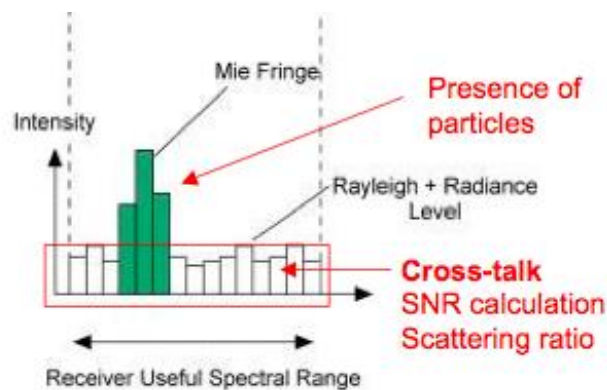 Mie Fringe
Presence of
particles
Intensity
Rayleigh + Radiance
Level
Cross-talk
SNR calculation
Scattering ratio
Receiver Useful Spectral Range